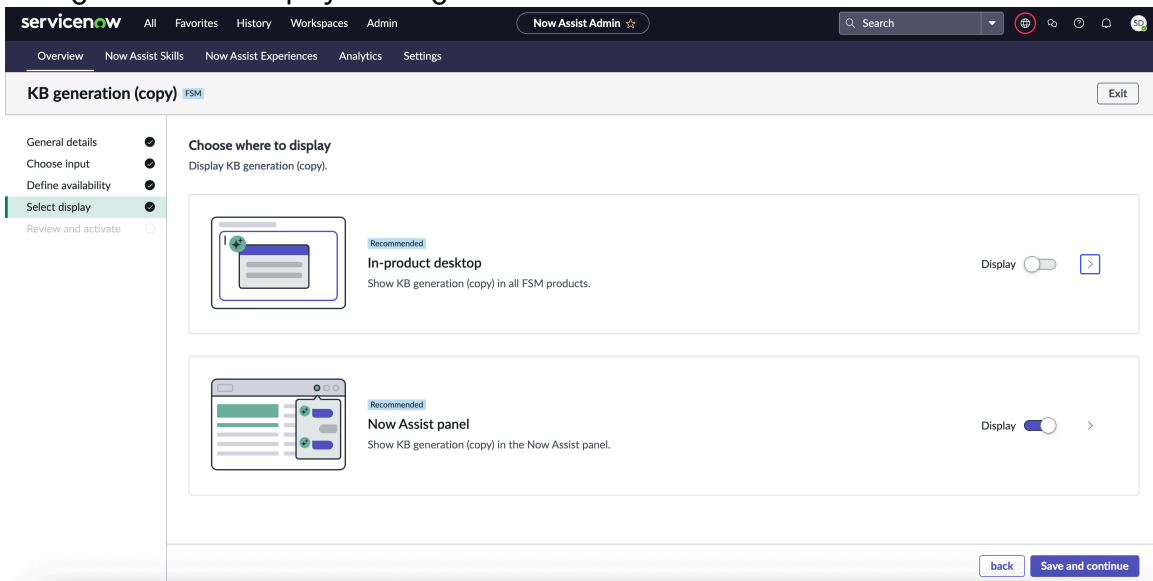 servicenow All Favorites History Workspaces Admin Now Assist Admin ☆ Search SD
Overview Now Assist Skills Now Assist Experiences Analytics Settings
KB generation (copy) FSM Exit
General details
Choose input
Define availability
Select display
Review and activate
Choose where to display
Display KB generation (copy).
Recommended
In-product desktop
Show KB generation (copy) in all FSM products.
Display
Recommended
Now Assist panel
Show KB generation (copy) in the Now Assist panel.
Display
back Save and continue